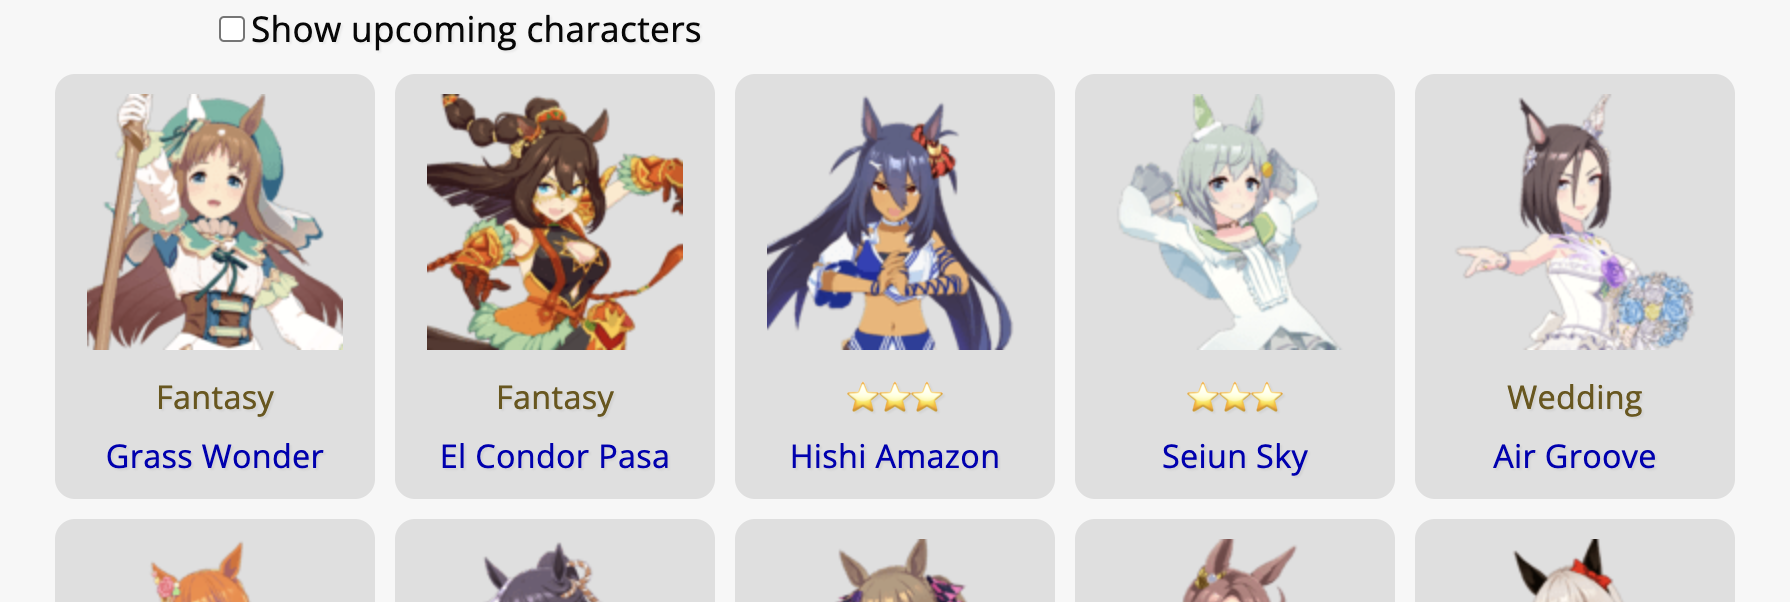 Show upcoming characters
Fantasy
Fantasy
⭐⭐⭐
⭐⭐⭐
Wedding
Grass Wonder
El Condor Pasa
Hishi Amazon
Seiun Sky
Air Groove